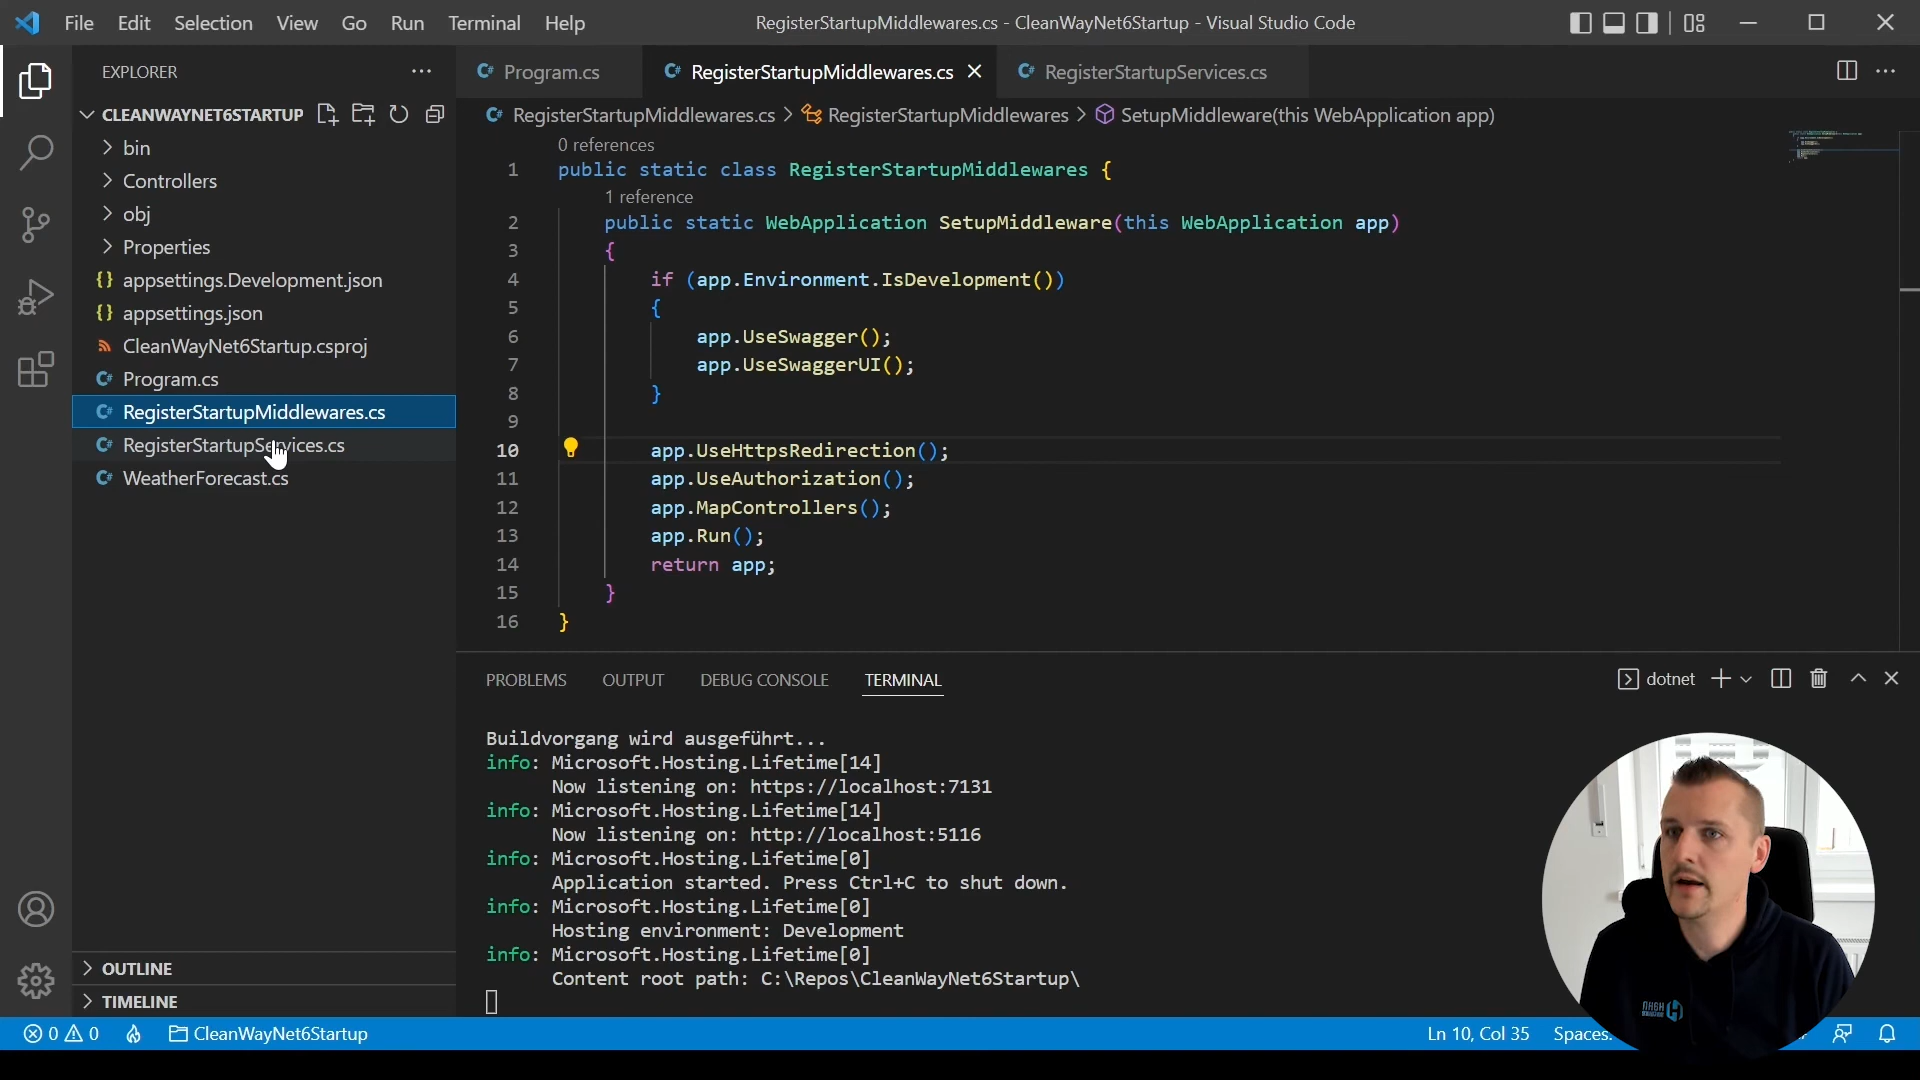 File Edit Selection View Go Run Terminal Help
RegisterStartupMiddlewares.cs - CleanWayNet6Startup - Visual Studio Code
EXPLORER
CLEANWAYNET6STARTUP
bin
Controllers
obj
Properties
{} appsettings.Development.json
{} appsettings.json
CleanWayNet6Startup.csproj
C# Program.cs
C# RegisterStartupMiddlewares.cs
C# RegisterStartupServices.cs
C# WeatherForecast.cs
OUTLINE
TIMELINE
C# Program.cs C# RegisterStartupMiddlewares.cs C# RegisterStartupServices.cs
C# RegisterStartupMiddlewares.cs > RegisterStartupMiddlewares > SetupMiddleware(this WebApplication app)
0 references
1 public static class RegisterStartupMiddlewares {
1 reference
2 public static WebApplication SetupMiddleware(this WebApplication app)
3 {
4 if (app.Environment.IsDevelopment())
5 {
6 app.UseSwagger();
7 app.UseSwaggerUI();
8 }
9
10 app.UseHttpsRedirection();
11 app.UseAuthorization();
12 app.MapControllers();
13 app.Run();
14 return app;
15 }
16 }
PROBLEMS OUTPUT DEBUG CONSOLE TERMINAL
dotnet
Buildvorgang wird ausgeführt...
info: Microsoft.Hosting.Lifetime[14]
Now listening on: https://localhost:7131
info: Microsoft.Hosting.Lifetime[14]
Now listening on: http://localhost:5116
info: Microsoft.Hosting.Lifetime[0]
Application started. Press Ctrl+C to shut down.
info: Microsoft.Hosting.Lifetime[0]
Hosting environment: Development
info: Microsoft.Hosting.Lifetime[0]
Content root path: C:\Repos\CleanWayNet6Startup\
0 0 CleanWayNet6Startup
Ln 10, Col 35 Spaces: